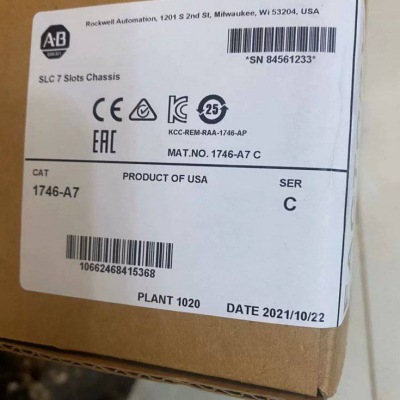 Rockwell Automation, 1201 S 2nd St, Milwaukee, Wi 53204, USA
A-B
*SN 84561233*
SLC 7 Slots Chassis
CE
25
KCC-REM-RAA-1746-AP
EAC
MAT.NO. 1746-A7 C
CAT
PRODUCT OF USA
SER
1746-A7
C
10662468415368
PLANT 1020
DATE 2021/10/22